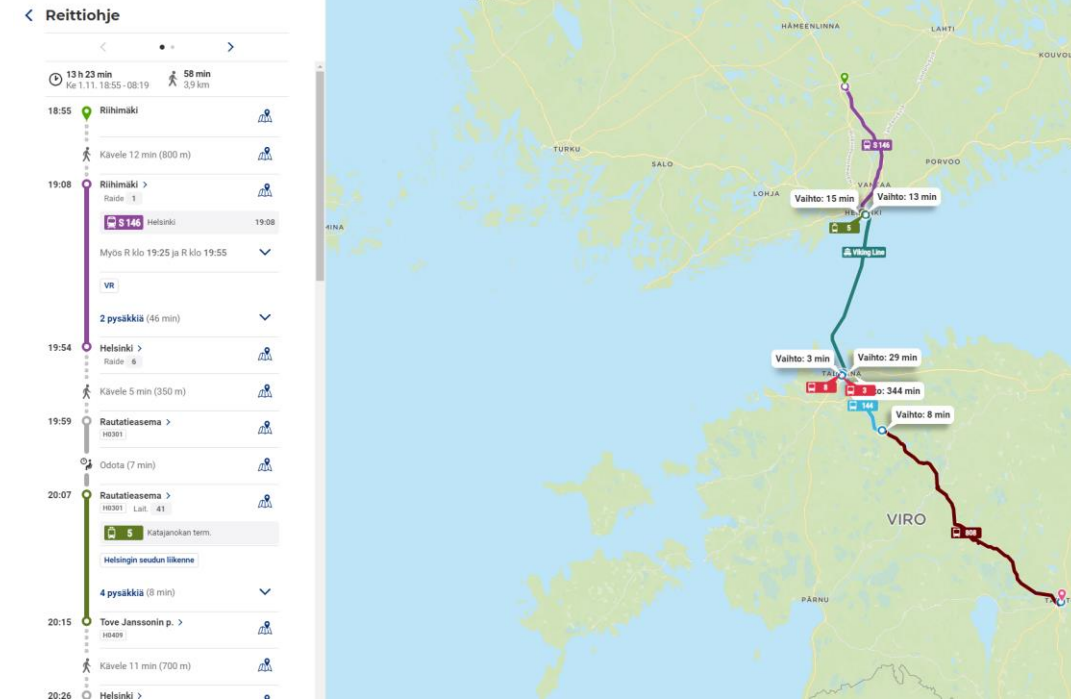 Reittiohje
13 h 23 min
Ke 1.11. 18:55 - 08:19
58 min
3,9 km
18:55 Riihimäki
Kävele 12 min (800 m)
19:08 Riihimäki
Raide 1
S 146 Helsinki 19:08
Myös R klo 19:25 ja R klo 19:55
VR
2 pysäkkiä (46 min)
19:54 Helsinki
Raide 6
Kävele 5 min (350 m)
19:59 Rautatieasema
H0301
Odota (7 min)
20:07 Rautatieasema
H0301 Lait. 41
5 Katajanokan term.
Helsingin seudun liikenne
4 pysäkkiä (8 min)
20:15 Tove Janssonin p.
H0409
Kävele 11 min (700 m)
20:26 Helsinki
HÄMEENLINNA
LAHTI
KOUVOL
S 146
TURKU
SALO
PORVOO
LOHJA
VANTAA
Vaihto: 15 min
Vaihto: 13 min
5
MINA
Viking Line
Vaihto: 3 min
Vaihto: 29 min
8
3
to: 344 min
144
Vaihto: 8 min
VIRO
PÄRNU